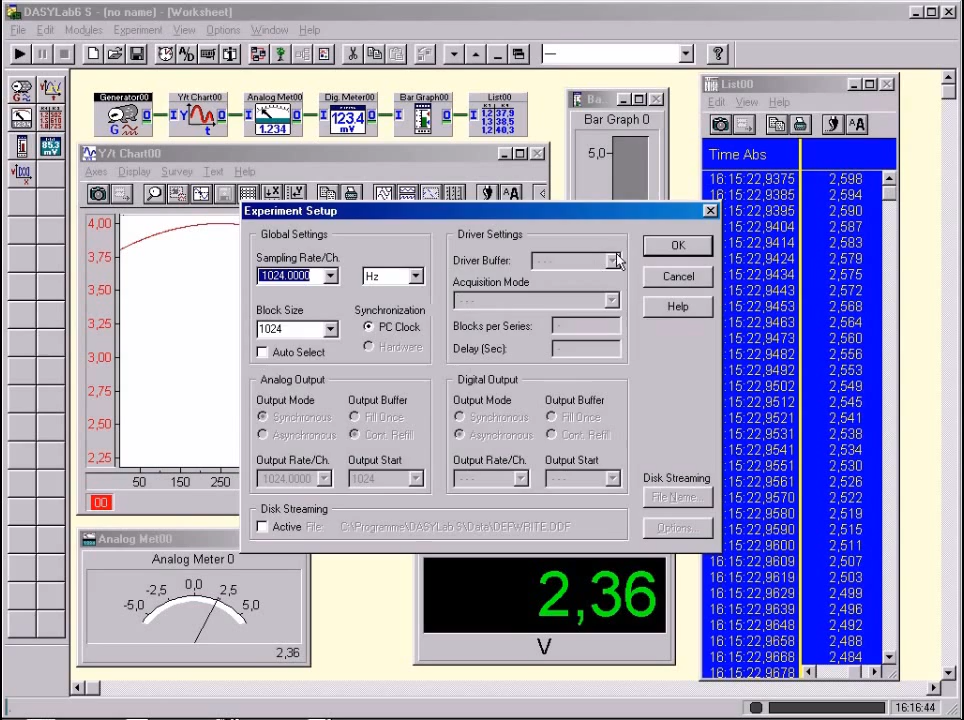 DASYLab6 S - (no name) - [Worksheet]
File Edit Modules Experiment View Options Window Help
Generator00 Y/t Chart00 Analog Met00 Dig. Meter00 Bar Graph00 List00
Y/t Chart00
Axes Display Survey Text Help
4,00
3,75
3,50
3,25
3,00
2,75
2,50
2,25
50 150 250
00
Ba...
Bar Graph 0
5,0
List00
Edit View Help
Time Abs
16:15:22,9375 2,598
16:15:22,9385 2,594
16:15:22,9395 2,590
16:15:22,9404 2,587
16:15:22,9414 2,583
16:15:22,9424 2,579
16:15:22,9434 2,575
16:15:22,9443 2,572
16:15:22,9453 2,568
16:15:22,9463 2,564
16:15:22,9473 2,560
16:15:22,9482 2,556
16:15:22,9492 2,553
16:15:22,9502 2,549
16:15:22,9512 2,545
16:15:22,9521 2,541
16:15:22,9531 2,538
16:15:22,9541 2,534
16:15:22,9551 2,530
16:15:22,9561 2,526
16:15:22,9570 2,522
16:15:22,9580 2,519
16:15:22,9590 2,515
16:15:22,9600 2,511
16:15:22,9609 2,507
16:15:22,9619 2,503
16:15:22,9629 2,499
16:15:22,9639 2,496
16:15:22,9648 2,492
16:15:22,9658 2,488
16:15:22,9668 2,484
16:15:22,9678
Experiment Setup
Global Settings
Sampling Rate/Ch.
1024.0000 Hz
Block Size Synchronization
1024 PC Clock
Auto Select Hardware
Driver Settings
Driver Buffer: ---
Acquisition Mode
---
Blocks per Series: -
Delay (Sec): -
OK
Cancel
Help
Analog Output
Output Mode Output Buffer
Synchronous Fill Once
Asynchronous Cont. Refill
Output Rate/Ch. Output Start
1024.0000 1024
Digital Output
Output Mode Output Buffer
Synchronous Fill Once
Asynchronous Cont. Refill
Output Rate/Ch. Output Start
--- ---
Disk Streaming
File Name...
Options...
Disk Streaming
Active File: C:\Programme\DASYLab S\Data\DEFWRITE.DDF
Analog Met00
Analog Meter 0
-5,0 -2,5 0,0 2,5 5,0
2,36
2,36
V
16:16:44